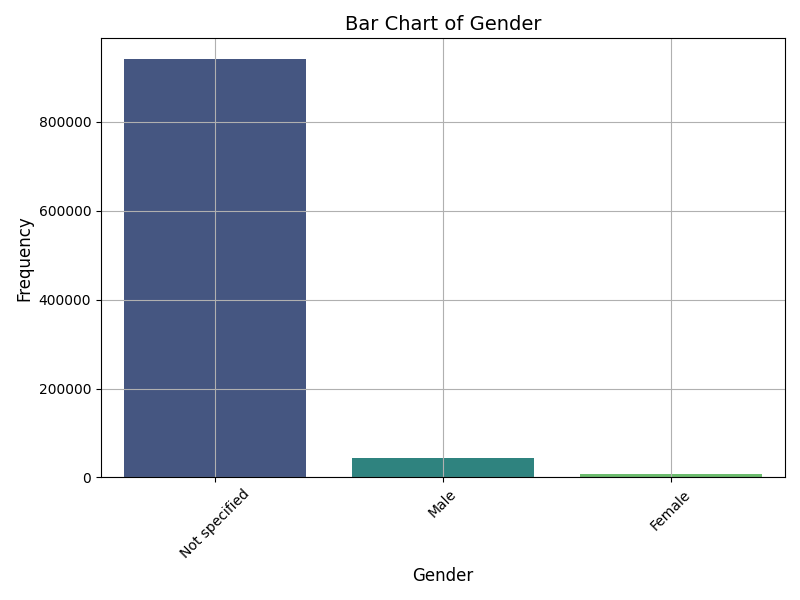 Bar Chart of Gender
Frequency
800000
600000
400000
200000
0
Not specified
Male
Female
Gender